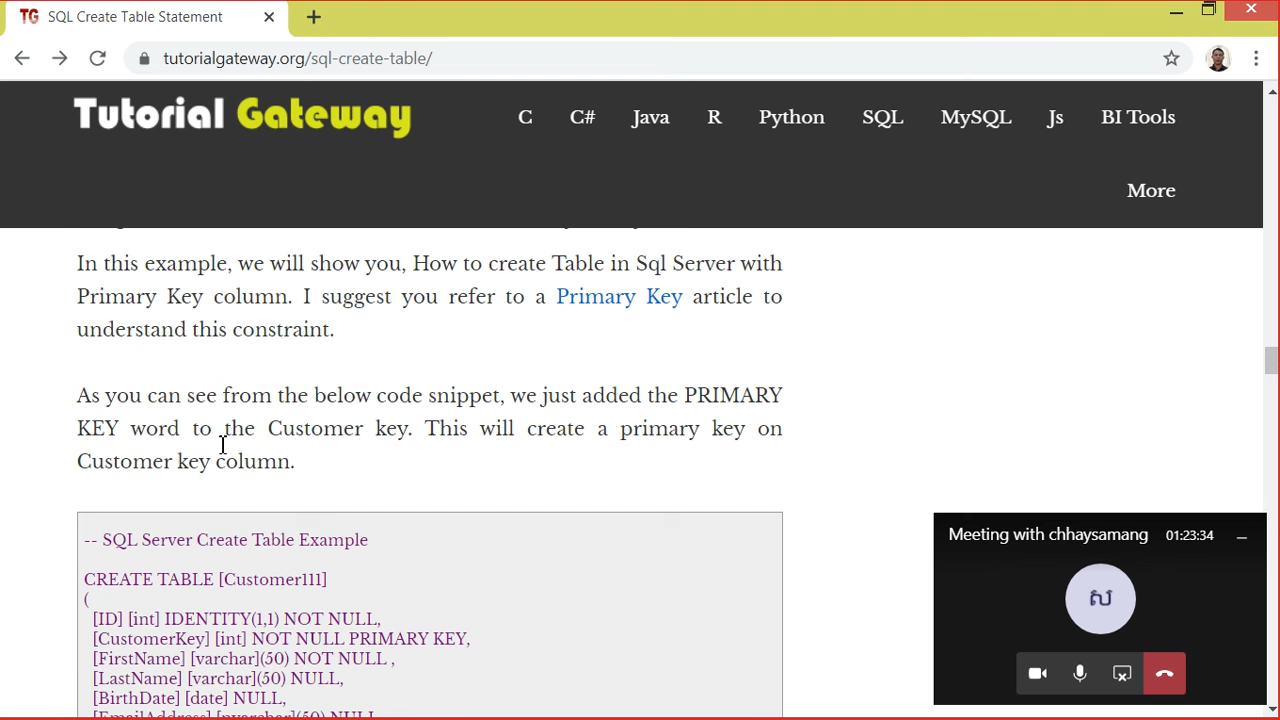 SQL Create Table Statement
tutorialgateway.org/sql-create-table/
Tutorial Gateway
C C# Java R Python SQL MySQL Js BI Tools
More
In this example, we will show you, How to create Table in Sql Server with
Primary Key column. I suggest you refer to a Primary Key article to
understand this constraint.
As you can see from the below code snippet, we just added the PRIMARY
KEY word to the Customer key. This will create a primary key on
Customer key column.
-- SQL Server Create Table Example
CREATE TABLE [Customer111]
(
[ID] [int] IDENTITY(1,1) NOT NULL,
[CustomerKey] [int] NOT NULL PRIMARY KEY,
[FirstName] [varchar](50) NOT NULL ,
[LastName] [varchar](50) NULL,
[BirthDate] [date] NULL,
[EmailAddress] [nvarchar](50) NULL
Meeting with chhaysamang 01:23:34
ស